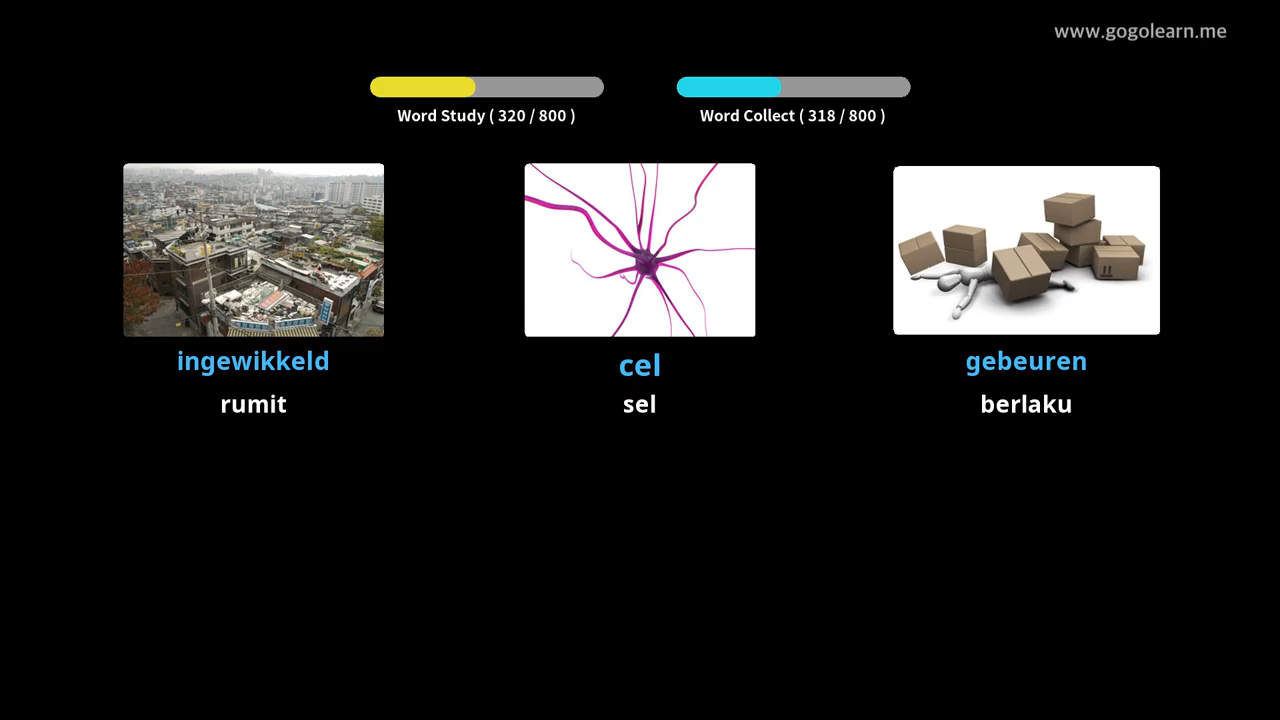 www.gogolearn.me
Word Study ( 320 / 800 )
Word Collect ( 318 / 800 )
ingewikkeld
cel
gebeuren
rumit
sel
berlaku